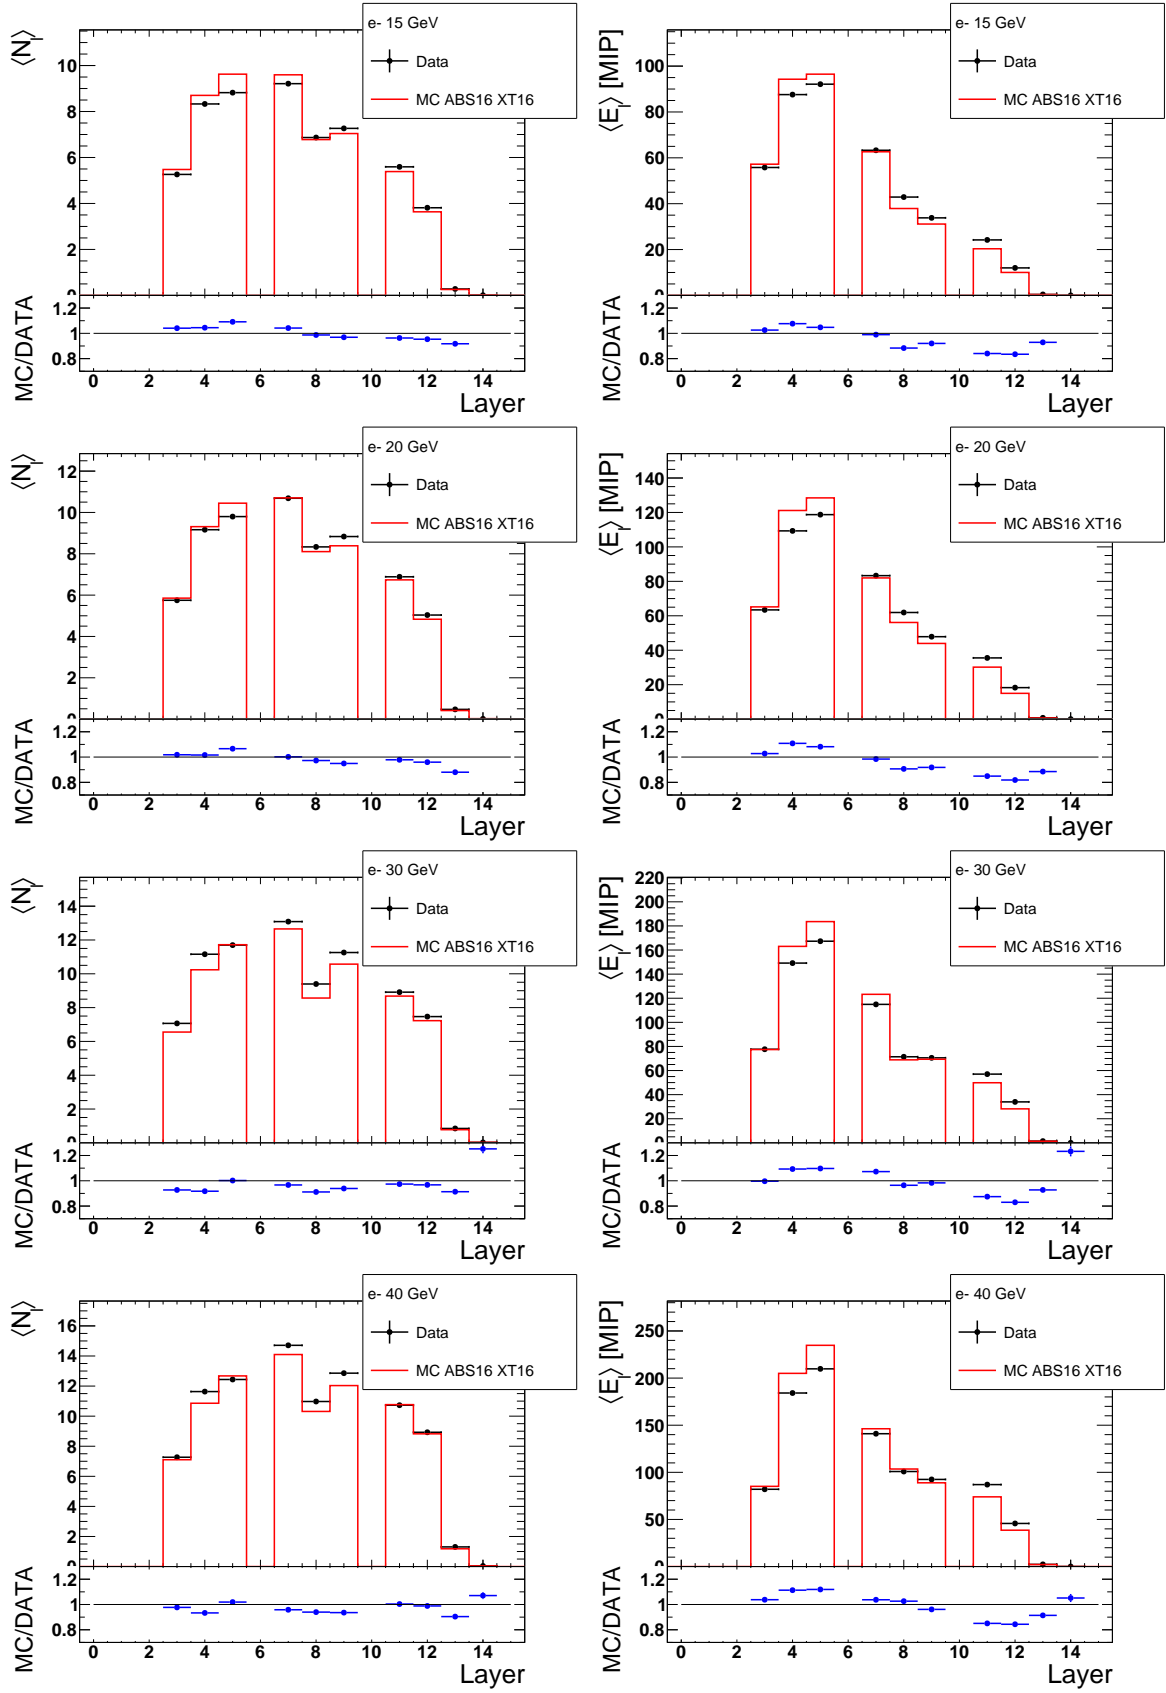 ⟨N_l⟩
e- 15 GeV
Data
MC ABS16 XT16
10
8
6
4
2
0
MC/DATA
1.2
1
0.8
0 2 4 6 8 10 12 14
Layer
⟨E_l⟩ [MIP]
e- 15 GeV
Data
MC ABS16 XT16
100
80
60
40
20
0
MC/DATA
1.2
1
0.8
0 2 4 6 8 10 12 14
Layer
⟨N_l⟩
e- 20 GeV
Data
MC ABS16 XT16
12
10
8
6
4
2
0
MC/DATA
1.2
1
0.8
0 2 4 6 8 10 12 14
Layer
⟨E_l⟩ [MIP]
e- 20 GeV
Data
MC ABS16 XT16
140
120
100
80
60
40
20
0
MC/DATA
1.2
1
0.8
0 2 4 6 8 10 12 14
Layer
⟨N_l⟩
e- 30 GeV
Data
MC ABS16 XT16
14
12
10
8
6
4
2
0
MC/DATA
1.2
1
0.8
0 2 4 6 8 10 12 14
Layer
⟨E_l⟩ [MIP]
e- 30 GeV
Data
MC ABS16 XT16
220
200
180
160
140
120
100
80
60
40
20
0
MC/DATA
1.2
1
0.8
0 2 4 6 8 10 12 14
Layer
⟨N_l⟩
e- 40 GeV
Data
MC ABS16 XT16
16
14
12
10
8
6
4
2
0
MC/DATA
1.2
1
0.8
0 2 4 6 8 10 12 14
Layer
⟨E_l⟩ [MIP]
e- 40 GeV
Data
MC ABS16 XT16
250
200
150
100
50
0
MC/DATA
1.2
1
0.8
0 2 4 6 8 10 12 14
Layer